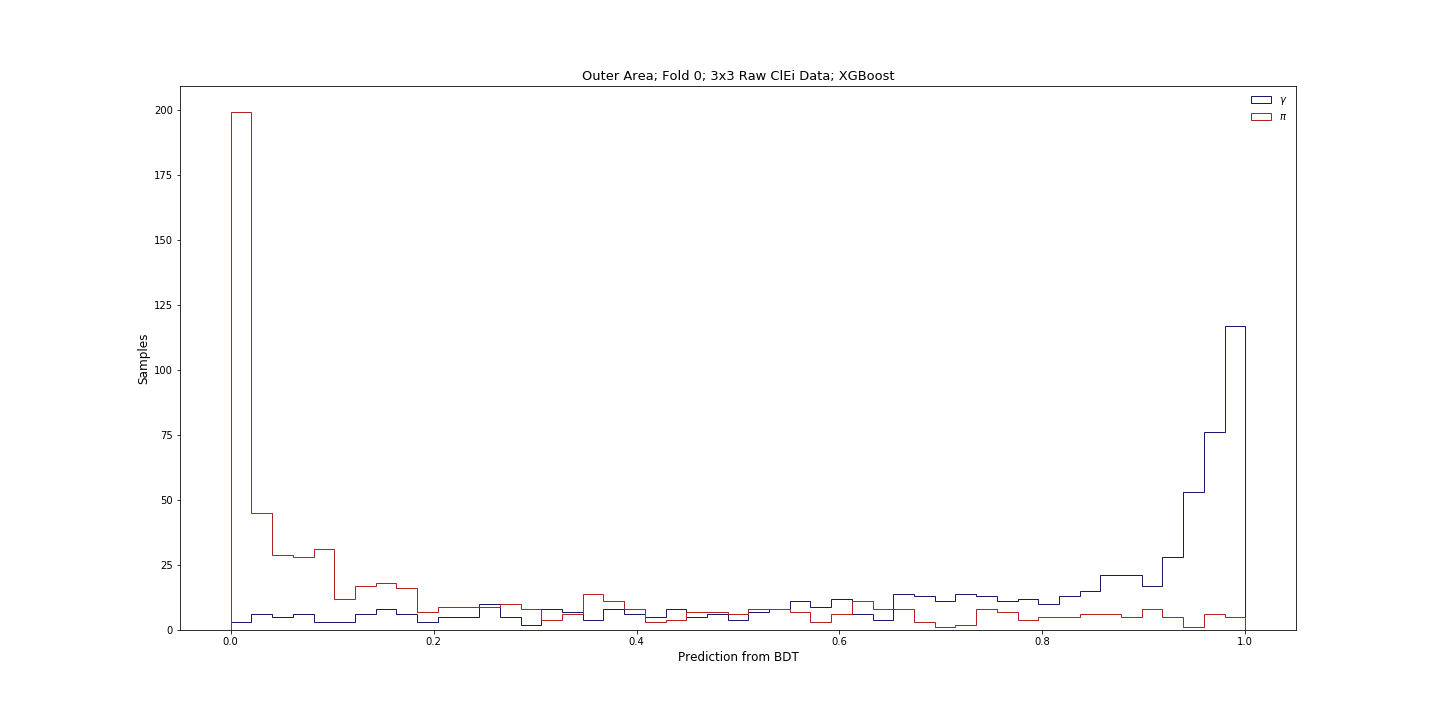 Outer Area; Fold 0; 3x3 Raw ClEi Data; XGBoost
γ
π
200
175
150
125
100
75
50
25
0
Samples
0.0 0.2 0.4 0.6 0.8 1.0
Prediction from BDT